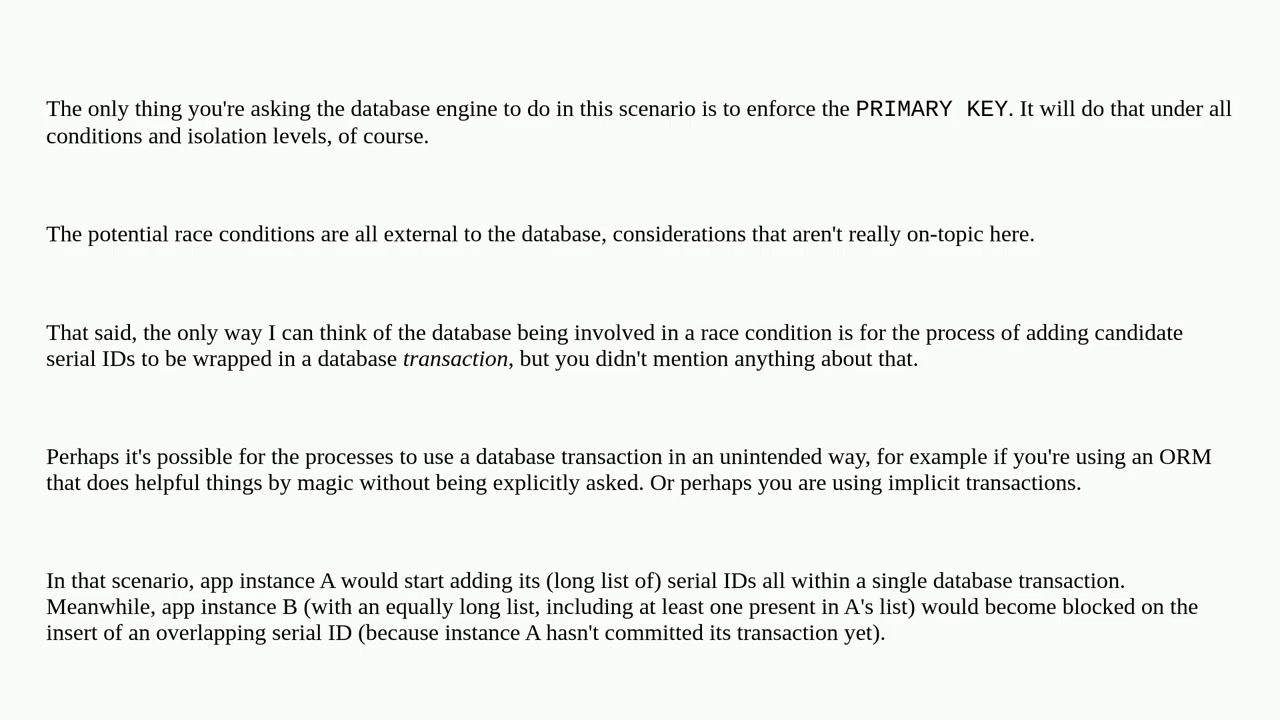 The only thing you're asking the database engine to do in this scenario is to enforce the PRIMARY KEY. It will do that under all
conditions and isolation levels, of course.
The potential race conditions are all external to the database, considerations that aren't really on-topic here.
That said, the only way I can think of the database being involved in a race condition is for the process of adding candidate
serial IDs to be wrapped in a database transaction, but you didn't mention anything about that.
Perhaps it's possible for the processes to use a database transaction in an unintended way, for example if you're using an ORM
that does helpful things by magic without being explicitly asked. Or perhaps you are using implicit transactions.
In that scenario, app instance A would start adding its (long list of) serial IDs all within a single database transaction.
Meanwhile, app instance B (with an equally long list, including at least one present in A's list) would become blocked on the
insert of an overlapping serial ID (because instance A hasn't committed its transaction yet).